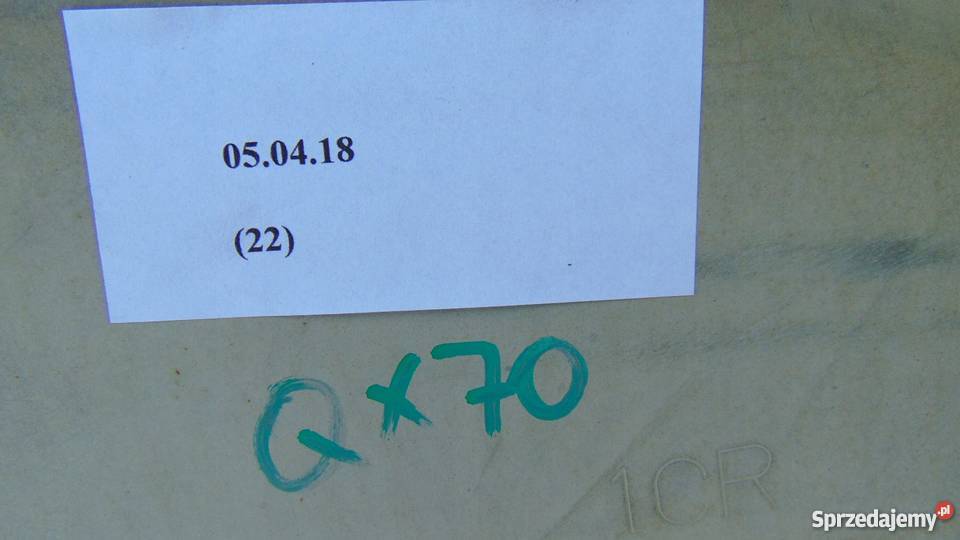 05.04.18
(22)
Qx70
1CR
Sprzedajemy.pl